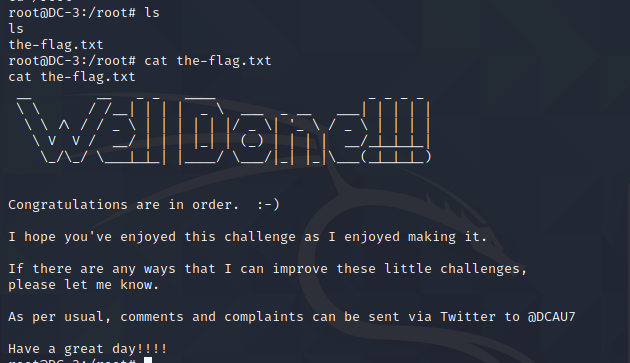 root@DC-3:/root# ls
ls
the-flag.txt
root@DC-3:/root# cat the-flag.txt
cat the-flag.txt
Well Done!!!!
Congratulations are in order.  :-)
I hope you've enjoyed this challenge as I enjoyed making it.
If there are any ways that I can improve these little challenges,
please let me know.
As per usual, comments and complaints can be sent via Twitter to @DCAU7
Have a great day!!!!
root@DC-3:/root#